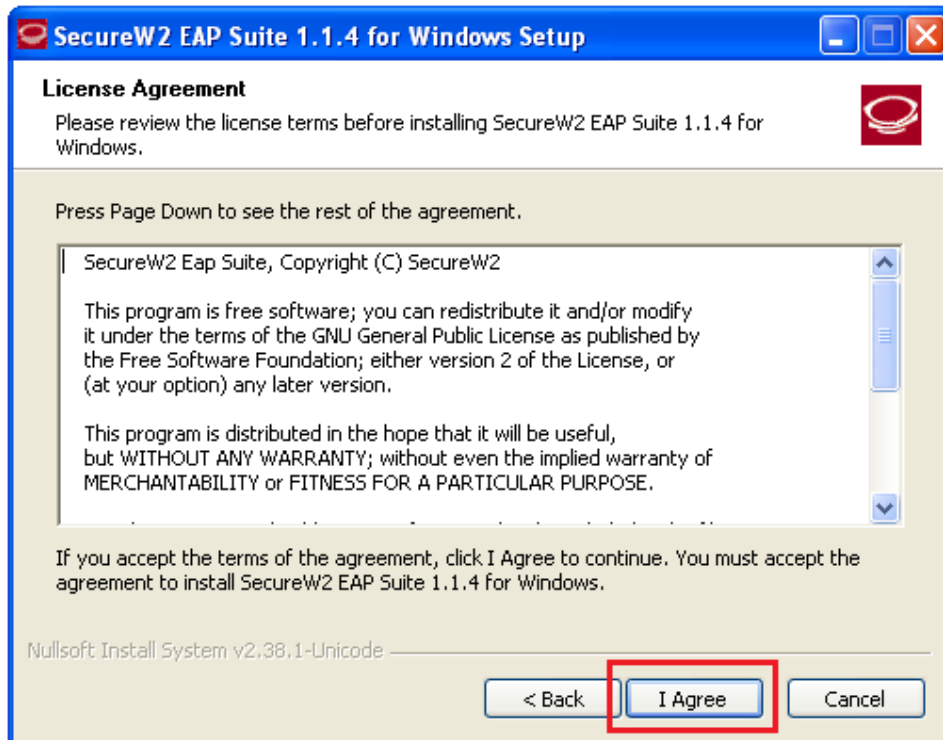 SecureW2 EAP Suite 1.1.4 for Windows Setup
License Agreement
Please review the license terms before installing SecureW2 EAP Suite 1.1.4 for
Windows.
Press Page Down to see the rest of the agreement.
SecureW2 Eap Suite, Copyright (C) SecureW2
This program is free software; you can redistribute it and/or modify
it under the terms of the GNU General Public License as published by
the Free Software Foundation; either version 2 of the License, or
(at your option) any later version.
This program is distributed in the hope that it will be useful,
but WITHOUT ANY WARRANTY; without even the implied warranty of
MERCHANTABILITY or FITNESS FOR A PARTICULAR PURPOSE.
If you accept the terms of the agreement, click I Agree to continue. You must accept the
agreement to install SecureW2 EAP Suite 1.1.4 for Windows.
Nullsoft Install System v2.38.1-Unicode
< Back I Agree Cancel